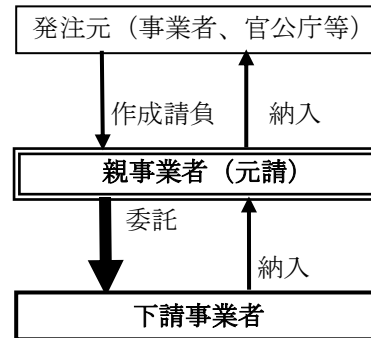 発注元（事業者、官公庁等）
作成請負
納入
親事業者（元請）
委託
納入
下請事業者